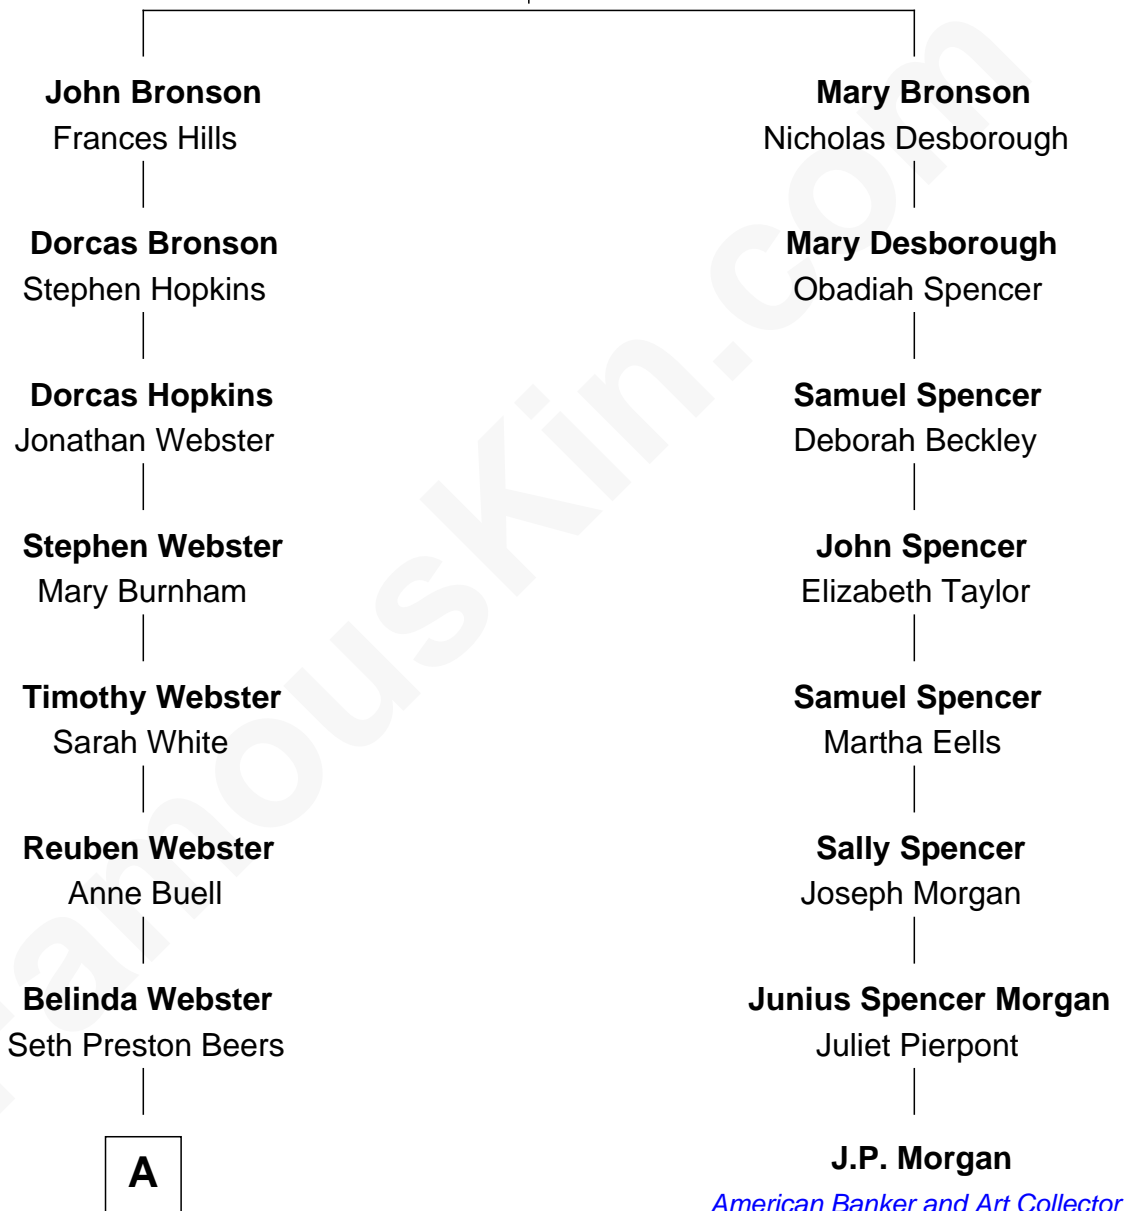 John Bronson
Frances Hills
Mary Bronson
Nicholas Desborough
Dorcas Bronson
Stephen Hopkins
Mary Desborough
Obadiah Spencer
Dorcas Hopkins
Jonathan Webster
Samuel Spencer
Deborah Beckley
Stephen Webster
Mary Burnham
John Spencer
Elizabeth Taylor
Timothy Webster
Sarah White
Samuel Spencer
Martha Eells
Reuben Webster
Anne Buell
Sally Spencer
Joseph Morgan
Belinda Webster
Seth Preston Beers
Junius Spencer Morgan
Juliet Pierpont
A
J.P. Morgan
American Banker and Art Collector
FamousKin.com